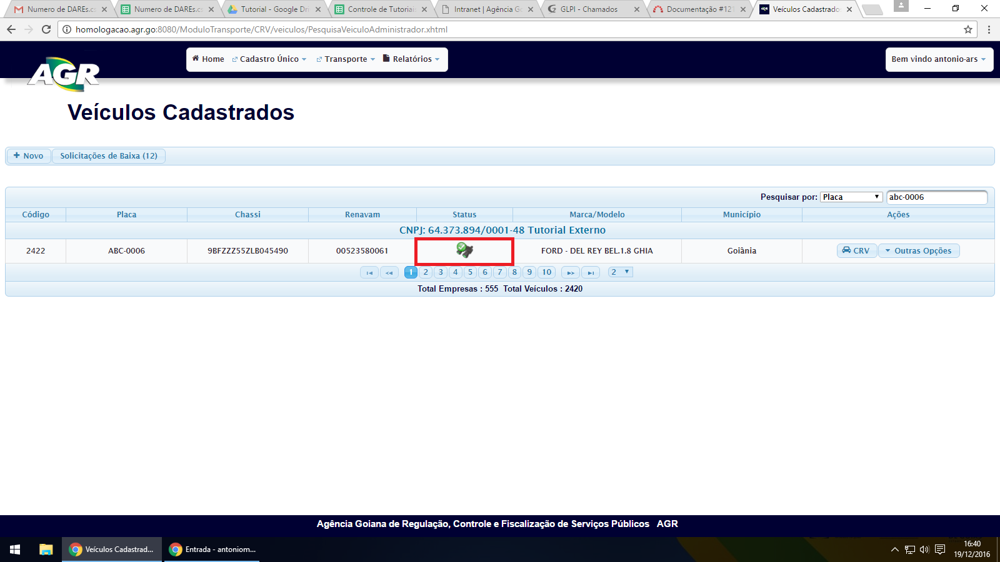 Numero de DAREs.cs
Numero de DAREs.cs
Tutorial - Google Dri
Controle de Tutoriais
Intranet | Agência Go
GLPI - Chamados
Documentação #121
Veículos Cadastrados
homologacao.agr.go:8080/ModuloTransporte/CRV/veiculos/PesquisaVeiculoAdministrador.xhtml
AGR
Home Cadastro Único Transporte Relatórios
Bem vindo antonio-ars
Veículos Cadastrados
Novo Solicitações de Baixa (12)
Pesquisar por: Placa abc-0006
Código Placa Chassi Renavam Status Marca/Modelo Município Ações
CNPJ: 64.373.894/0001-48 Tutorial Externo
2422 ABC-0006 9BFZZZ55ZLB045490 00523580061 FORD - DEL REY BEL.1.8 GHIA Goiânia CRV Outras Opções
1 2 3 4 5 6 7 8 9 10 2
Total Empresas : 555 Total Veículos : 2420
Agência Goiana de Regulação, Controle e Fiscalização de Serviços Públicos AGR
Veículos Cadastrad...
Entrada - antoniom...
16:40
19/12/2016